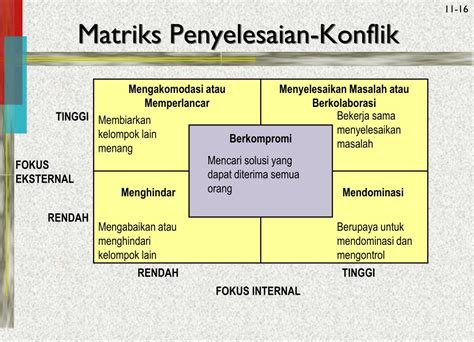 11-16
Matriks Penyelesaian-Konflik
Mengakomodasi atau
Memperlancar
Menyelesaikan Masalah atau
Berkolaborasi
TINGGI
Membiarkan
kelompok lain
menang
Bekerja sama
menyelesaikan
masalah
Berkompromi
Mencari solusi yang
dapat diterima semua
orang
FOKUS
EKSTERNAL
Menghindar
Mendominasi
RENDAH
Mengabaikan atau
menghindari
kelompok lain
Berupaya untuk
mendominasi dan
mengontrol
RENDAH
TINGGI
FOKUS INTERNAL